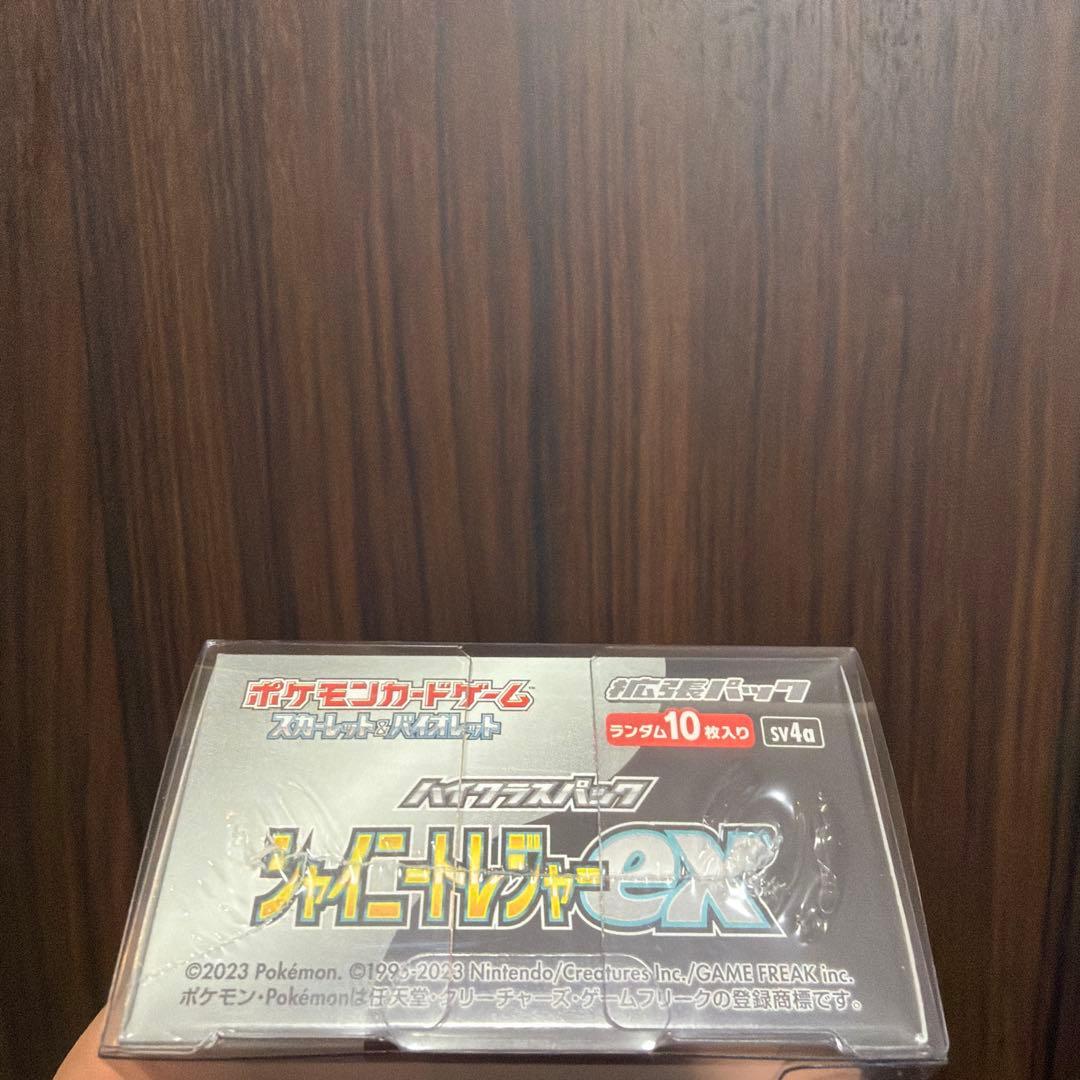 ポケモンカードゲーム™
スカーレット&バイオレット
拡張パック
ランダム10枚入り sv4a
ハイクラスパック
シャイニートレジャーex
©2023 Pokémon. ©1995-2023 Nintendo/Creatures Inc./GAME FREAK inc.
ポケモン・Pokémonは任天堂・クリーチャーズ・ゲームフリークの登録商標です。